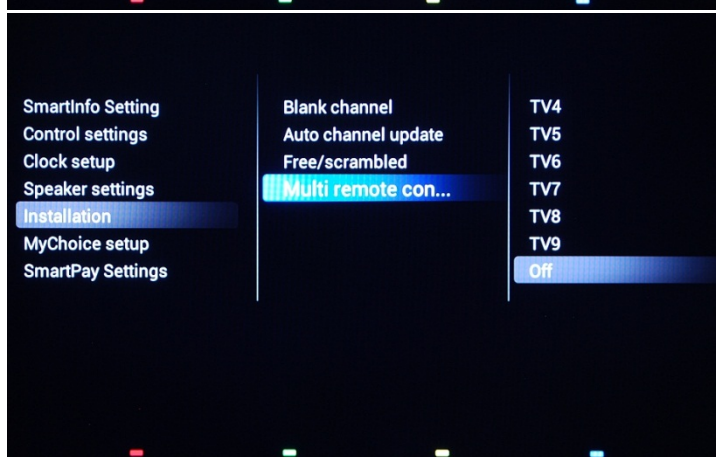 SmartInfo Setting
Control settings
Clock setup
Speaker settings
Installation
MyChoice setup
SmartPay Settings
Blank channel
Auto channel update
Free/scrambled
Multi remote con...
TV4
TV5
TV6
TV7
TV8
TV9
Off